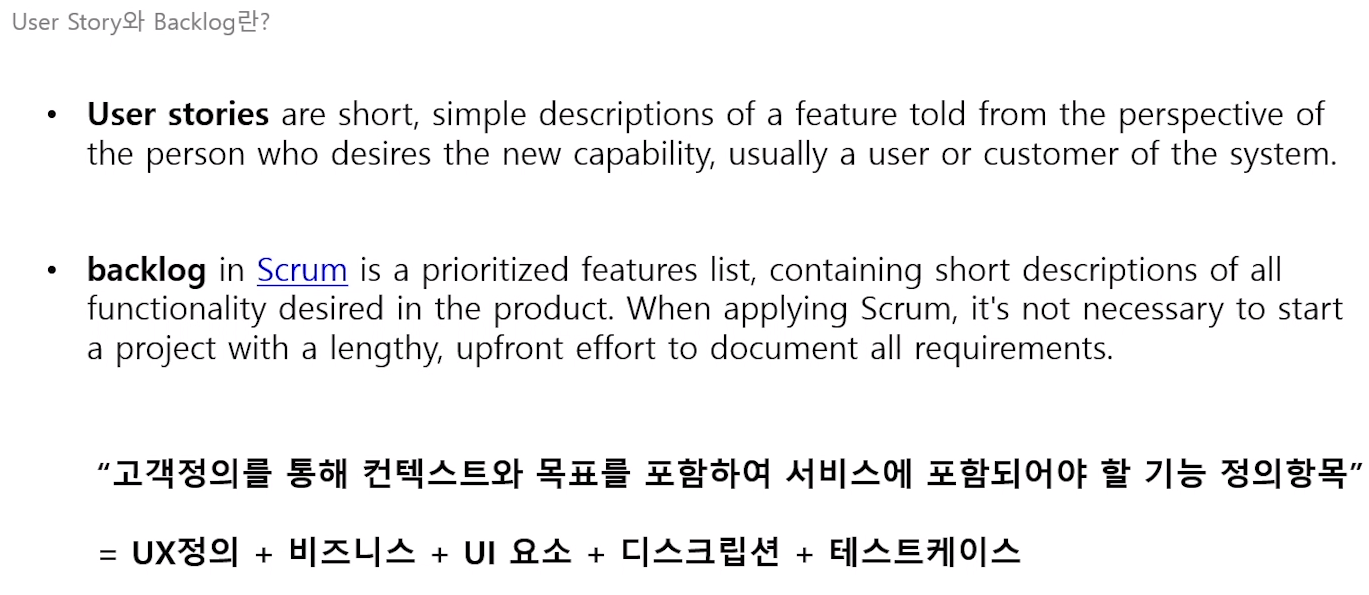 User Story와 Backlog란?
• User stories are short, simple descriptions of a feature told from the perspective of
the person who desires the new capability, usually a user or customer of the system.
• backlog in Scrum is a prioritized features list, containing short descriptions of all
functionality desired in the product. When applying Scrum, it's not necessary to start
a project with a lengthy, upfront effort to document all requirements.
“고객정의를 통해 컨텍스트와 목표를 포함하여 서비스에 포함되어야 할 기능 정의항목”
= UX정의 + 비즈니스 + UI 요소 + 디스크립션 + 테스트케이스